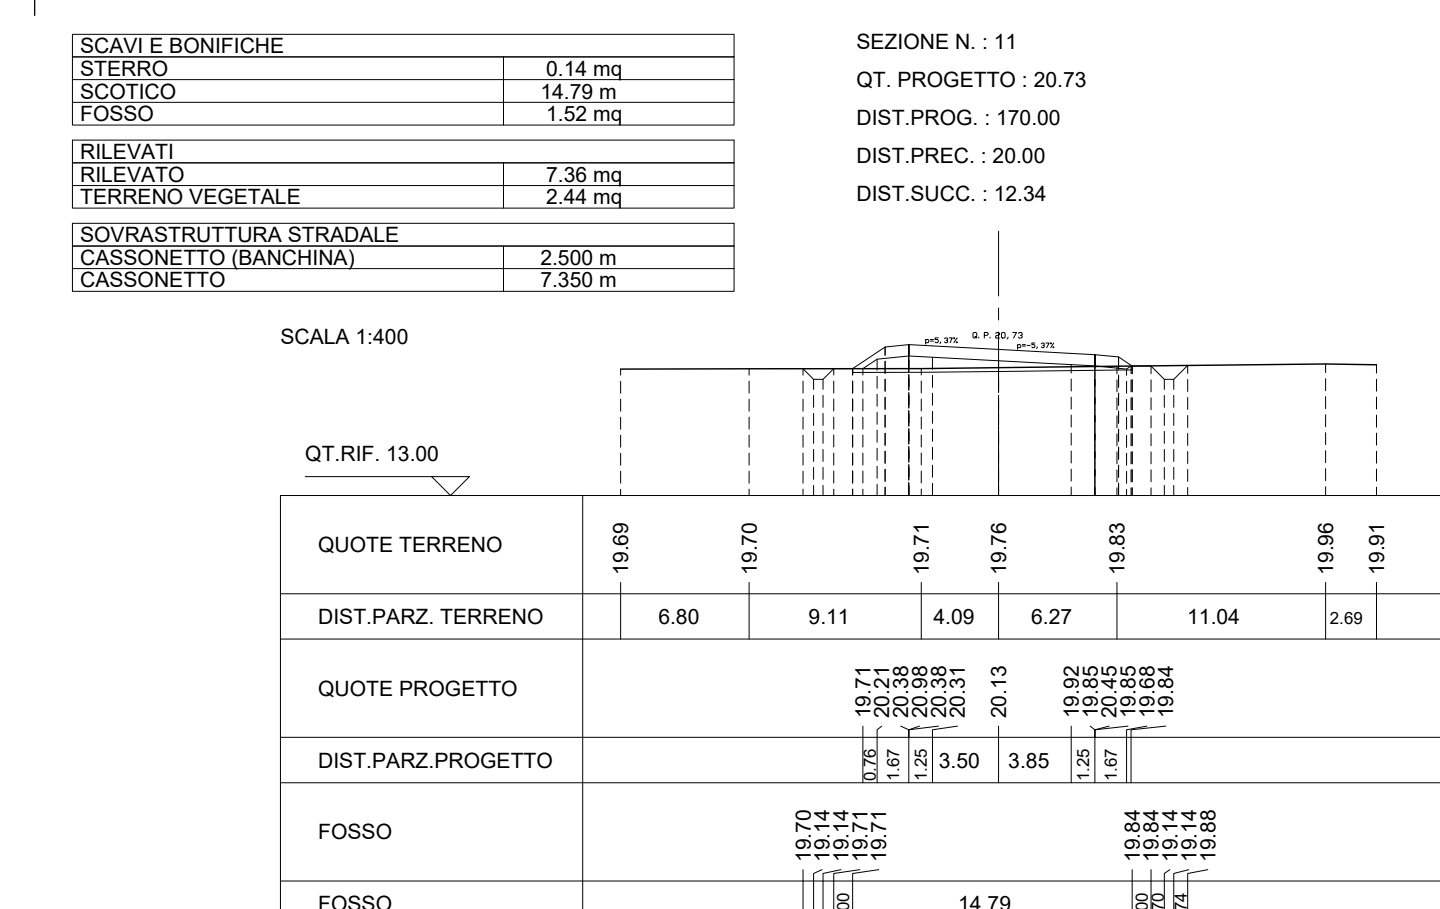 SCAVI E BONIFICHE
STERRO 0.14 mq
SCOTICO 14.79 m
FOSSO 1.52 mq
RILEVATI
RILEVATO 7.36 mq
TERRENO VEGETALE 2.44 mq
SOVRASTRUTTURA STRADALE
CASSONETTO (BANCHINA) 2.500 m
CASSONETTO 7.350 m
SEZIONE N. : 11
QT. PROGETTO : 20.73
DIST.PROG. : 170.00
DIST.PREC. : 20.00
DIST.SUCC. : 12.34
SCALA 1:400
p=5,37% Q. P. 20,73 p=-5,37%
QT.RIF. 13.00
QUOTE TERRENO 19.69 19.70 19.71 19.76 19.83 19.96 19.91
DIST.PARZ. TERRENO 6.80 9.11 4.09 6.27 11.04 2.69
QUOTE PROGETTO 19.71 20.21 20.38 20.98 20.38 20.31 20.13 19.92 19.85 20.45 19.85 19.68 19.84
DIST.PARZ.PROGETTO 0.76 1.67 1.25 3.50 3.85 1.25 1.67
FOSSO 19.70 19.14 19.14 19.71 19.71 19.84 19.84 19.14 19.14 19.88
FOSSO 14.79